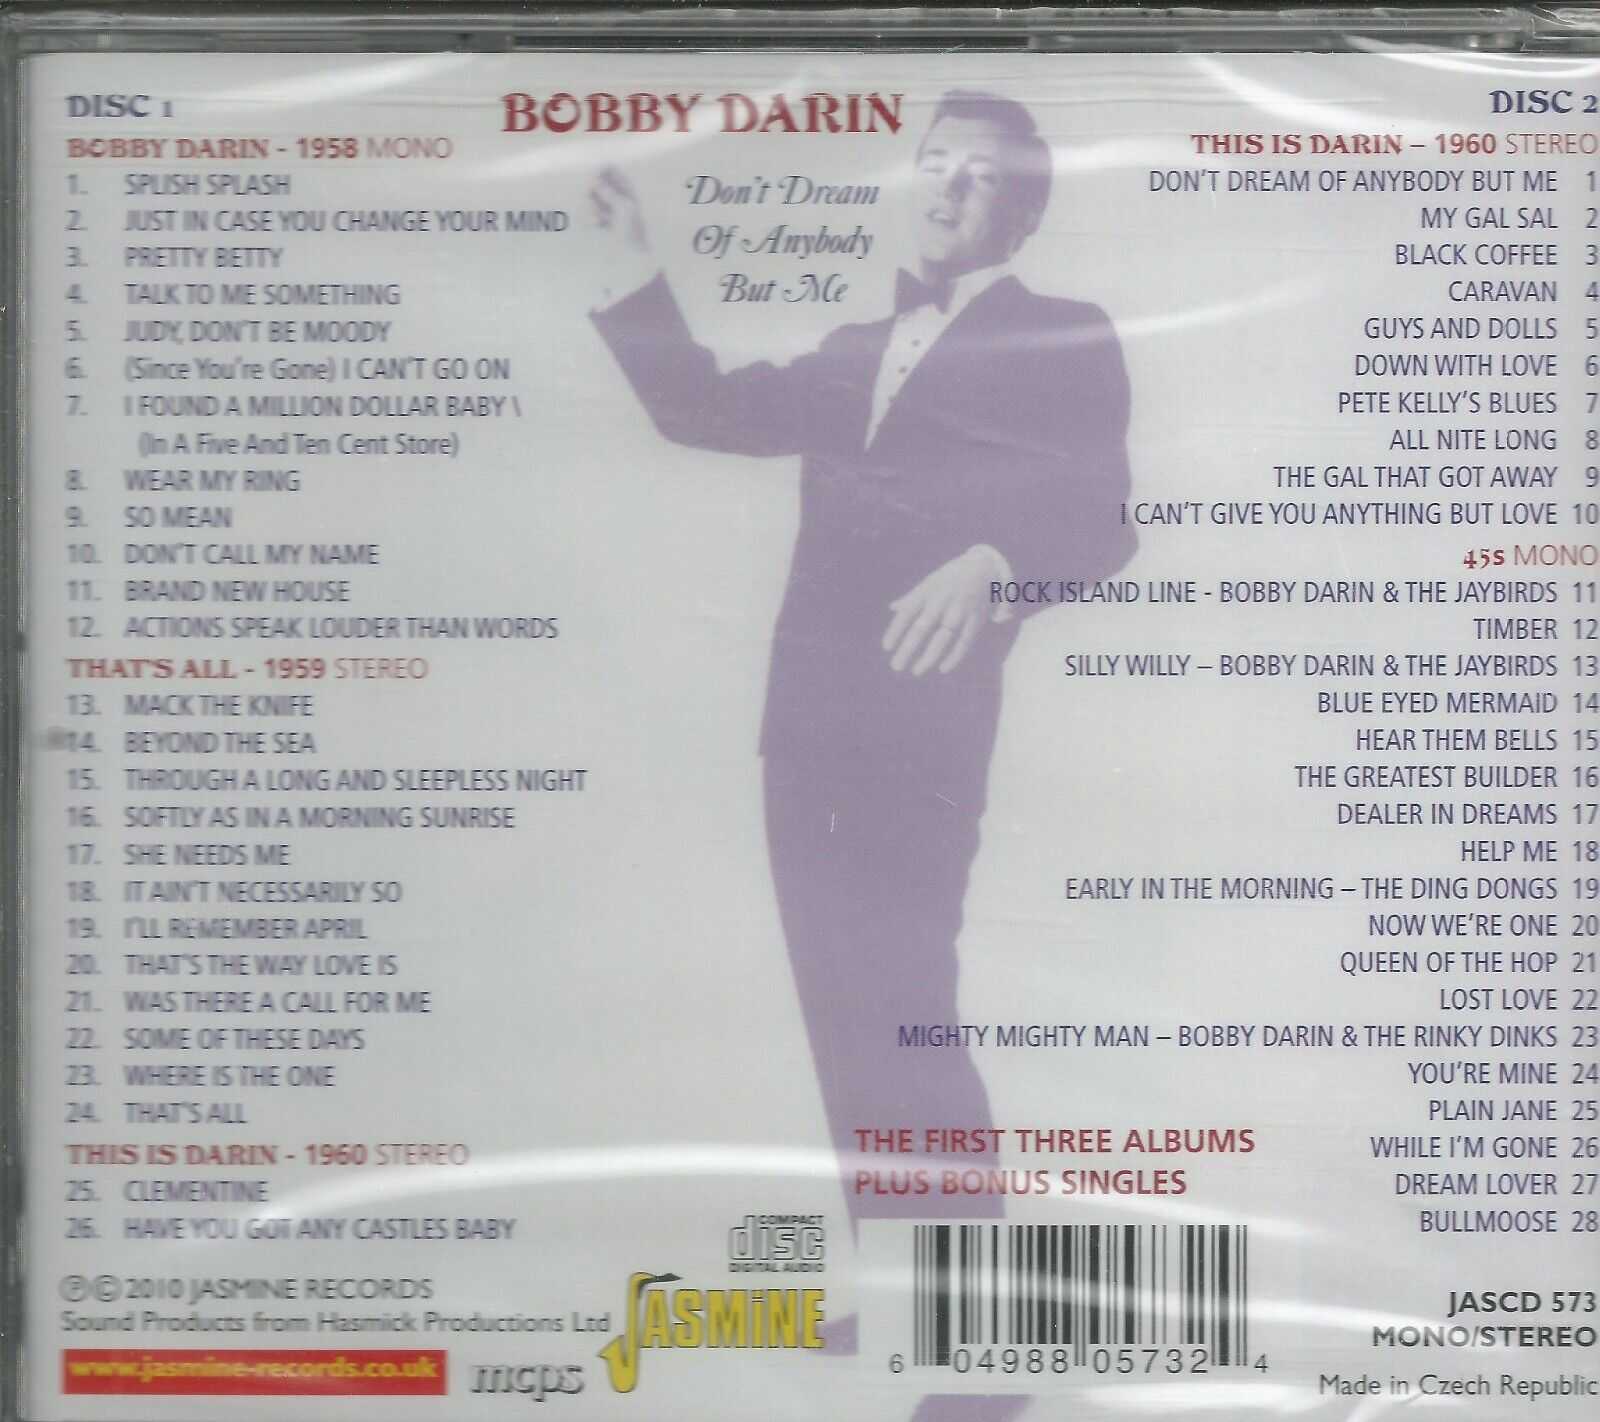 DISC 1
BOBBY DARIN - 1958 MONO
1. SPLISH SPLASH
2. JUST IN CASE YOU CHANGE YOUR MIND
3. PRETTY BETTY
4. TALK TO ME SOMETHING
5. JUDY, DON'T BE MOODY
6. (Since You're Gone) I CAN'T GO ON
7. I FOUND A MILLION DOLLAR BABY \
(In A Five And Ten Cent Store)
8. WEAR MY RING
9. SO MEAN
10. DON'T CALL MY NAME
11. BRAND NEW HOUSE
12. ACTIONS SPEAK LOUDER THAN WORDS
THAT'S ALL - 1959 STEREO
13. MACK THE KNIFE
14. BEYOND THE SEA
15. THROUGH A LONG AND SLEEPLESS NIGHT
16. SOFTLY AS IN A MORNING SUNRISE
17. SHE NEEDS ME
18. IT AIN'T NECESSARILY SO
19. I'LL REMEMBER APRIL
20. THAT'S THE WAY LOVE IS
21. WAS THERE A CALL FOR ME
22. SOME OF THESE DAYS
23. WHERE IS THE ONE
24. THAT'S ALL
THIS IS DARIN - 1960 STEREO
25. CLEMENTINE
26. HAVE YOU GOT ANY CASTLES BABY
℗© 2010 JASMINE RECORDS
Sound Products from Hasmick Productions Ltd
www.jasmine-records.co.uk
mcps
JASMiNE
COMPACT
disc
DIGITAL AUDIO
BOBBY DARIN
Don't Dream
Of Anybody
But Me
THE FIRST THREE ALBUMS
PLUS BONUS SINGLES
6 04988 05732 4
DISC 2
THIS IS DARIN – 1960 STEREO
DON'T DREAM OF ANYBODY BUT ME 1
MY GAL SAL 2
BLACK COFFEE 3
CARAVAN 4
GUYS AND DOLLS 5
DOWN WITH LOVE 6
PETE KELLY'S BLUES 7
ALL NITE LONG 8
THE GAL THAT GOT AWAY 9
I CAN'T GIVE YOU ANYTHING BUT LOVE 10
45s MONO
ROCK ISLAND LINE - BOBBY DARIN & THE JAYBIRDS 11
TIMBER 12
SILLY WILLY – BOBBY DARIN & THE JAYBIRDS 13
BLUE EYED MERMAID 14
HEAR THEM BELLS 15
THE GREATEST BUILDER 16
DEALER IN DREAMS 17
HELP ME 18
EARLY IN THE MORNING – THE DING DONGS 19
NOW WE'RE ONE 20
QUEEN OF THE HOP 21
LOST LOVE 22
MIGHTY MIGHTY MAN – BOBBY DARIN & THE RINKY DINKS 23
YOU'RE MINE 24
PLAIN JANE 25
WHILE I'M GONE 26
DREAM LOVER 27
BULLMOOSE 28
JASCD 573
MONO/STEREO
Made in Czech Republic